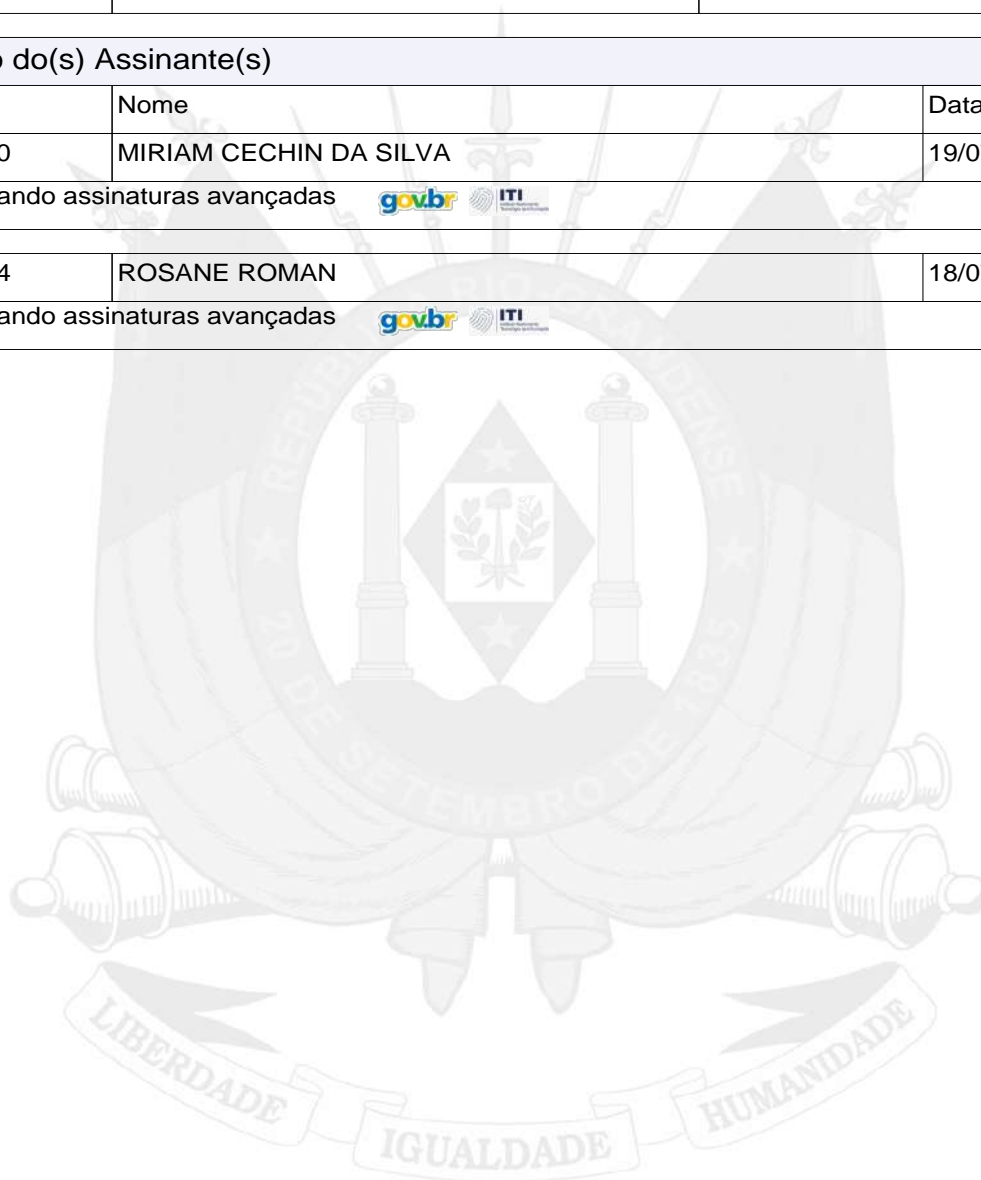 do(s) Assinante(s)
Nome
Data
0 MIRIAM CECHIN DA SILVA 19/0
ando assinaturas avançadas gov.br ITI
4 ROSANE ROMAN 18/0
ando assinaturas avançadas gov.br ITI
REPÚBLICA RIO-GRANDENSE
20 DE SETEMBRO DE 1835
LIBERDADE
IGUALDADE
HUMANIDADE